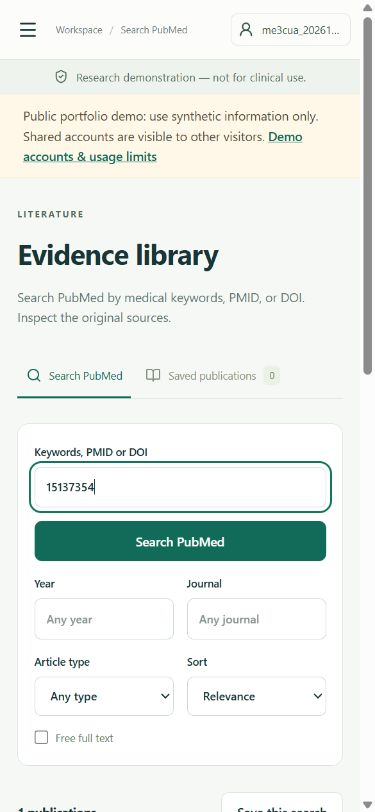 Workspace / Search PubMed
me3cua_20261...
Research demonstration — not for clinical use.
Public portfolio demo: use synthetic information only.
Shared accounts are visible to other visitors. Demo
accounts & usage limits
LITERATURE
Evidence library
Search PubMed by medical keywords, PMID, or DOI.
Inspect the original sources.
Search PubMed
Saved publications 0
Keywords, PMID or DOI
15137354
Search PubMed
Year
Journal
Any year
Any journal
Article type
Sort
Any type
Relevance
Free full text
1 publications
Save this search